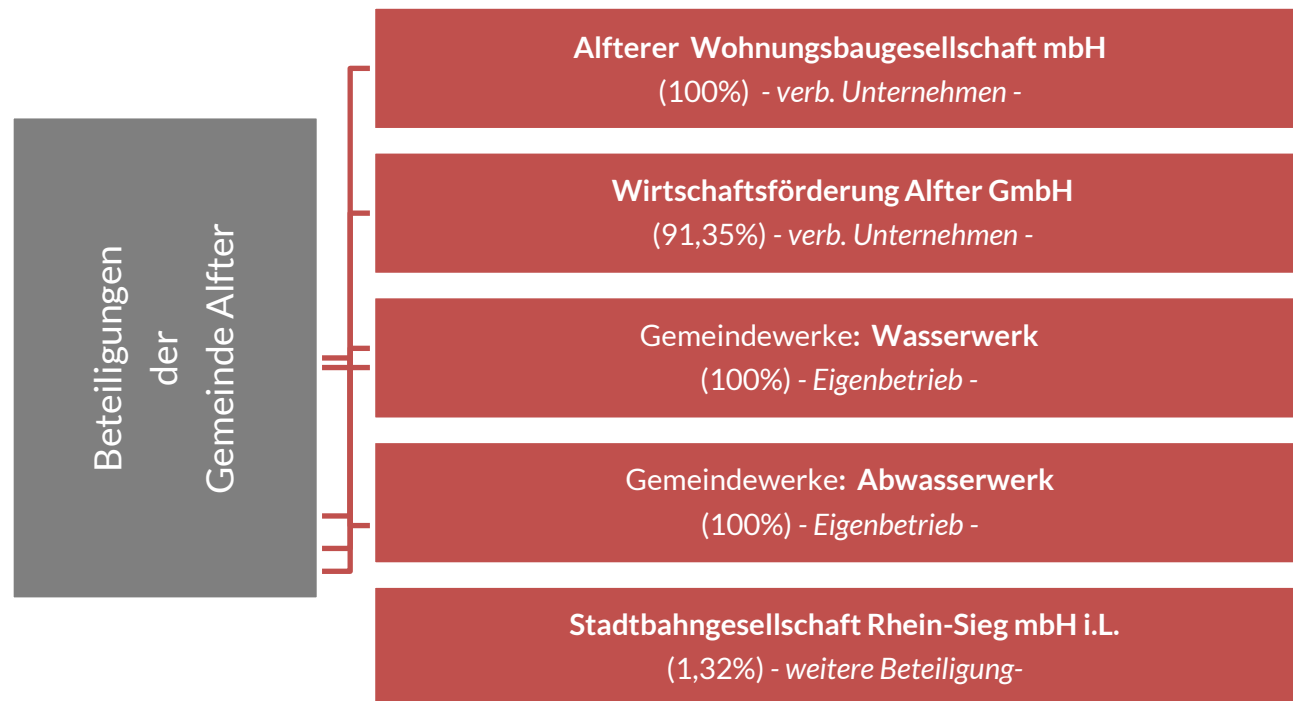 Beteiligungen
der
Gemeinde Alfter
Alfterer Wohnungsbaugesellschaft mbH
(100%) - verb. Unternehmen -
Wirtschaftsförderung Alfter GmbH
(91,35%) - verb. Unternehmen -
Gemeindewerke: Wasserwerk
(100%) - Eigenbetrieb -
Gemeindewerke: Abwasserwerk
(100%) - Eigenbetrieb -
Stadtbahngesellschaft Rhein-Sieg mbH i.L.
(1,32%) - weitere Beteiligung-